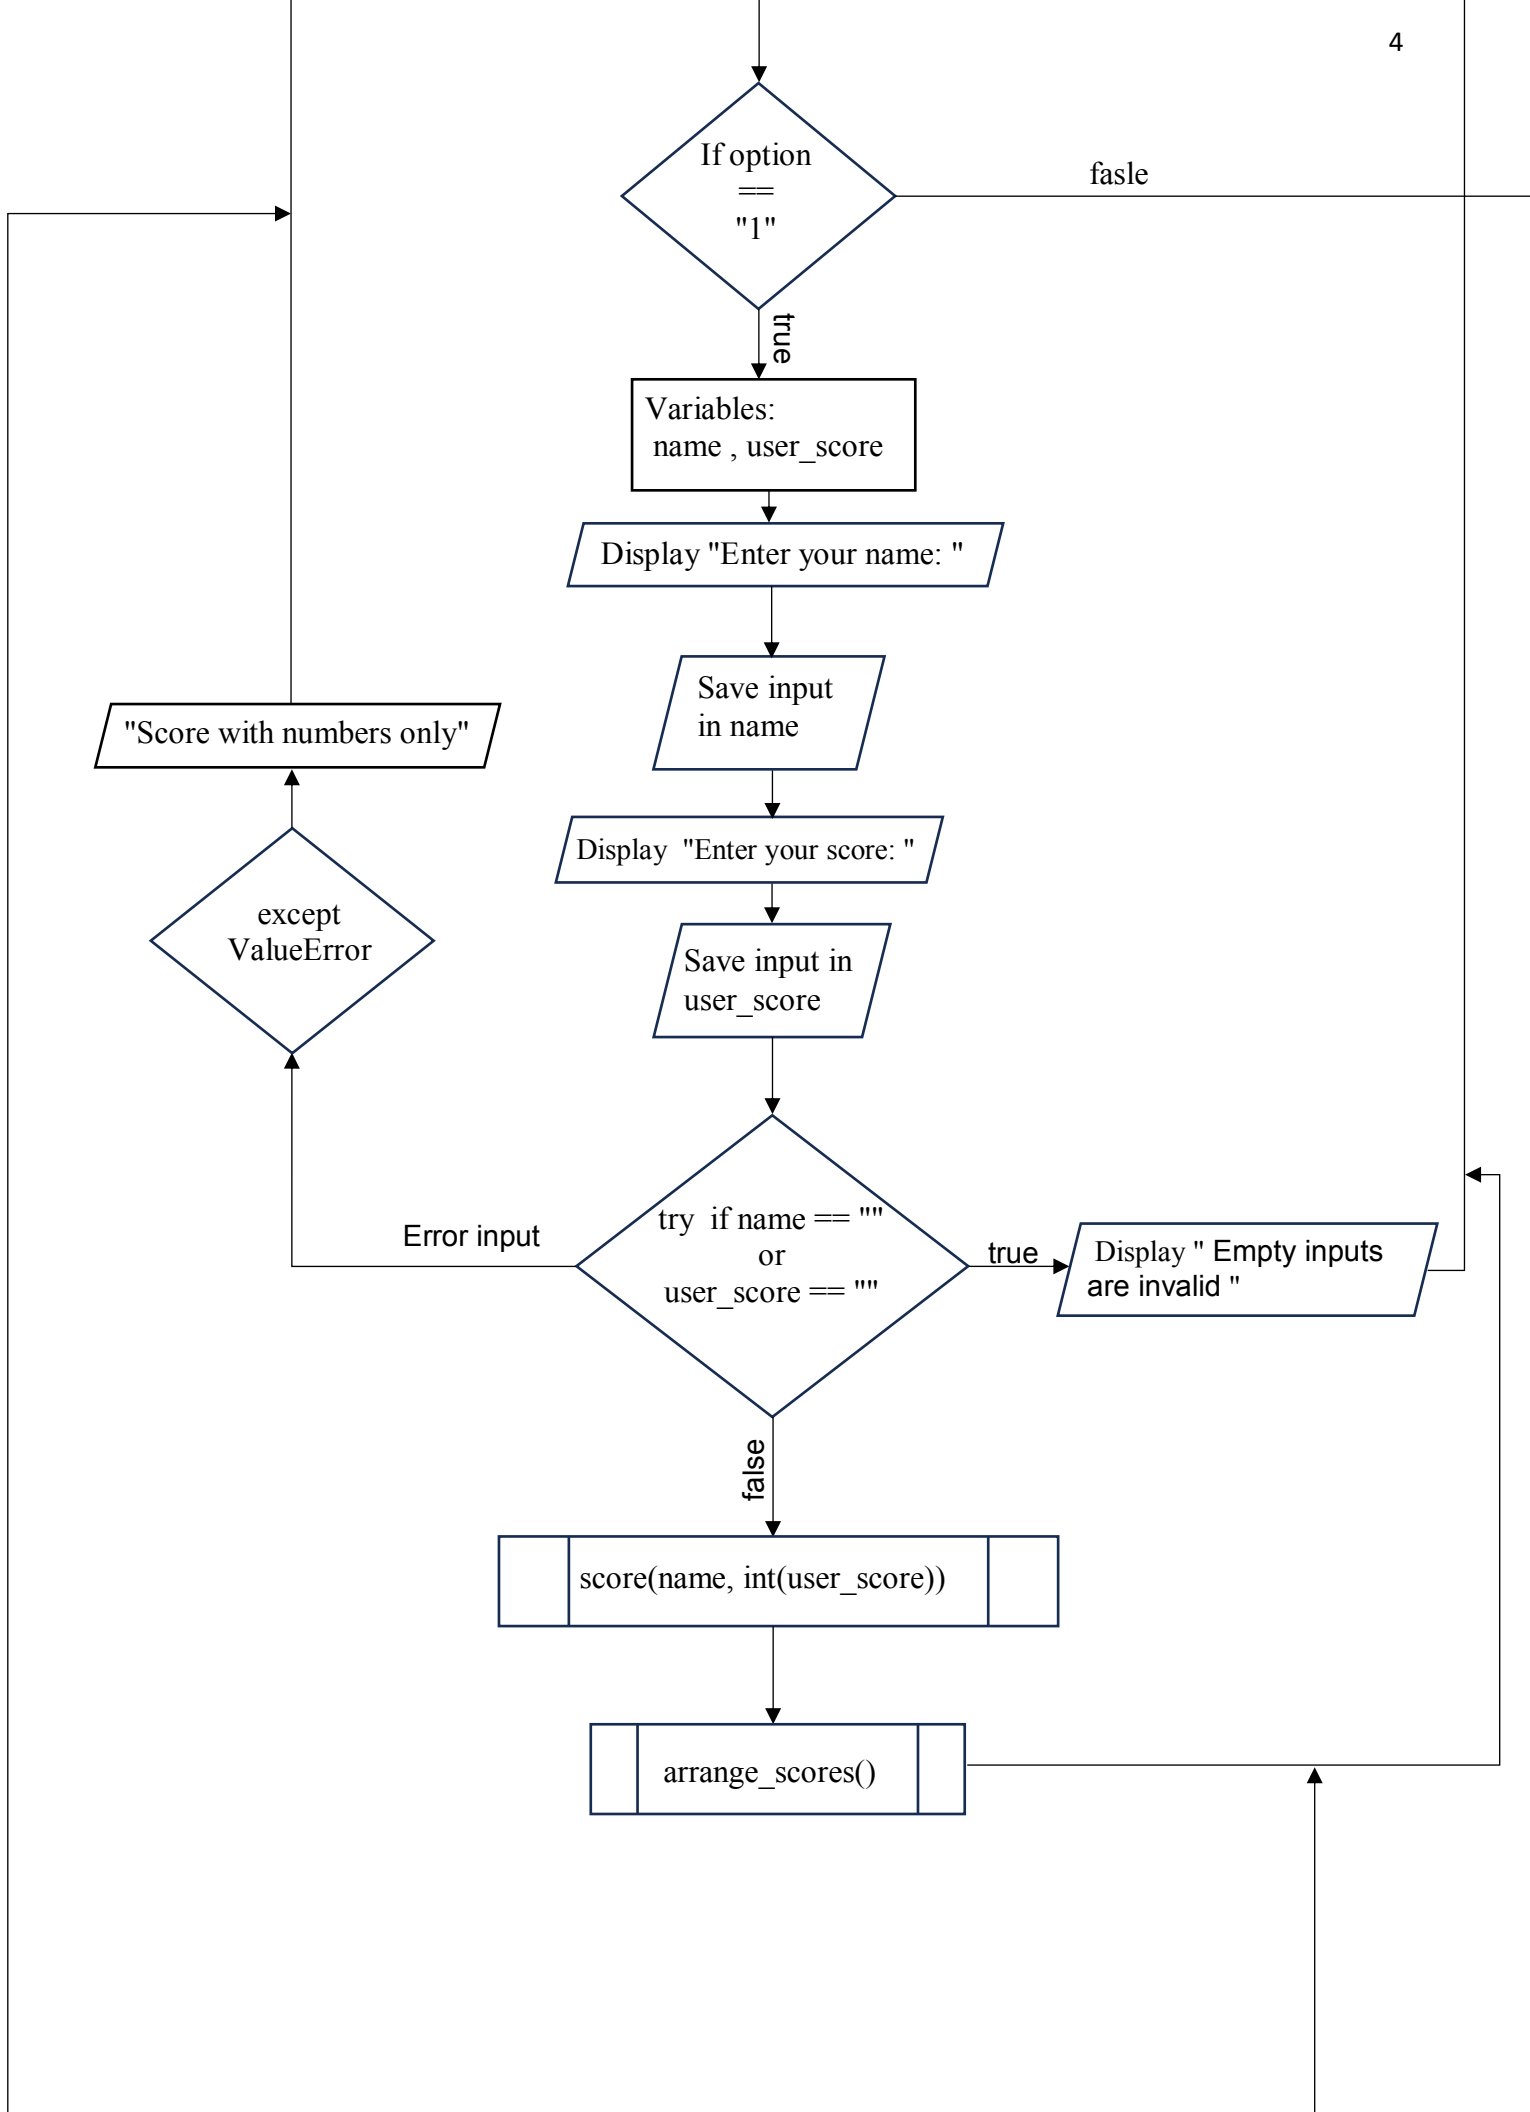 4
If option
==
"1"
fasle
true
Variables:
name , user_score
Display "Enter your name: "
Save input
in name
"Score with numbers only"
Display  "Enter your score: "
except
ValueError
Save input in
user_score
Error input
try  if name == ""
or
user_score == ""
true
Display " Empty inputs
are invalid "
false
score(name, int(user_score))
arrange_scores()